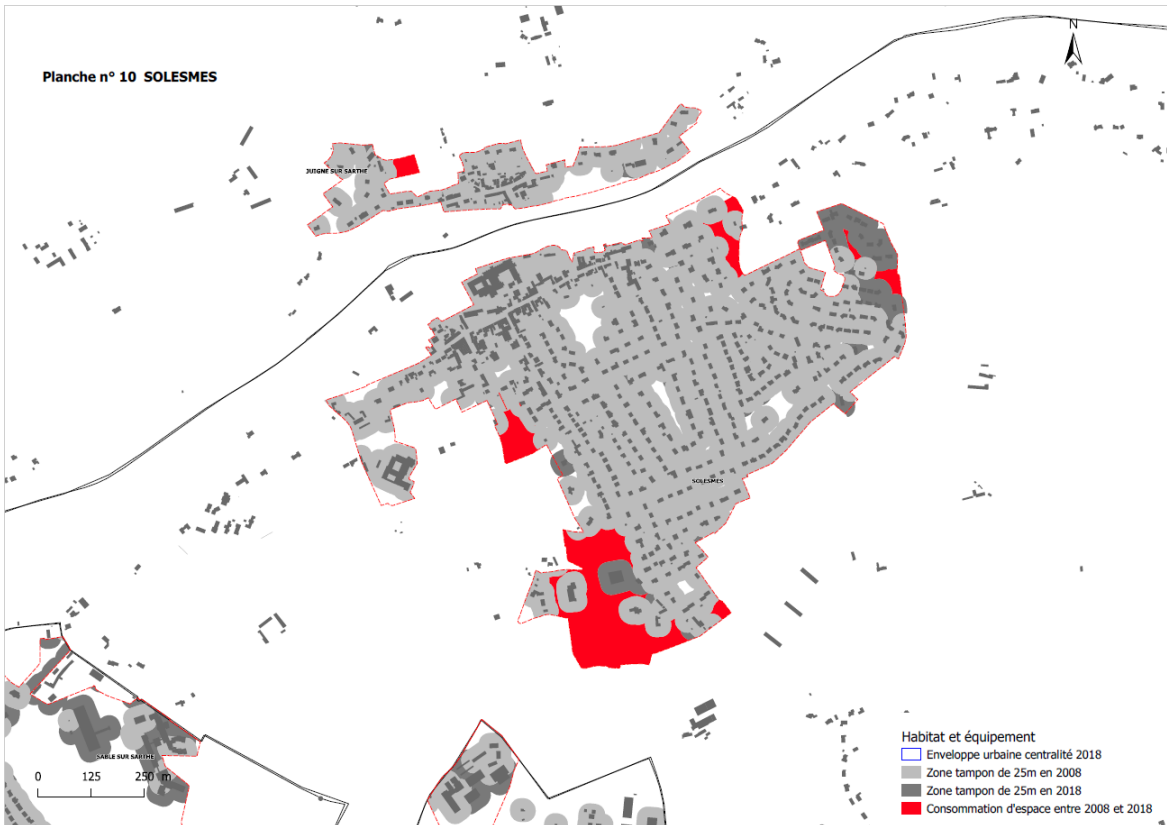 N
Planche n° 10 SOLESMES
JUIGNE SUR SARTHE
SOLESMES
SABLE SUR SARTHE
0 125 250 m
Habitat et équipement
Enveloppe urbaine centralité 2018
Zone tampon de 25m en 2008
Zone tampon de 25m en 2018
Consommation d'espace entre 2008 et 2018